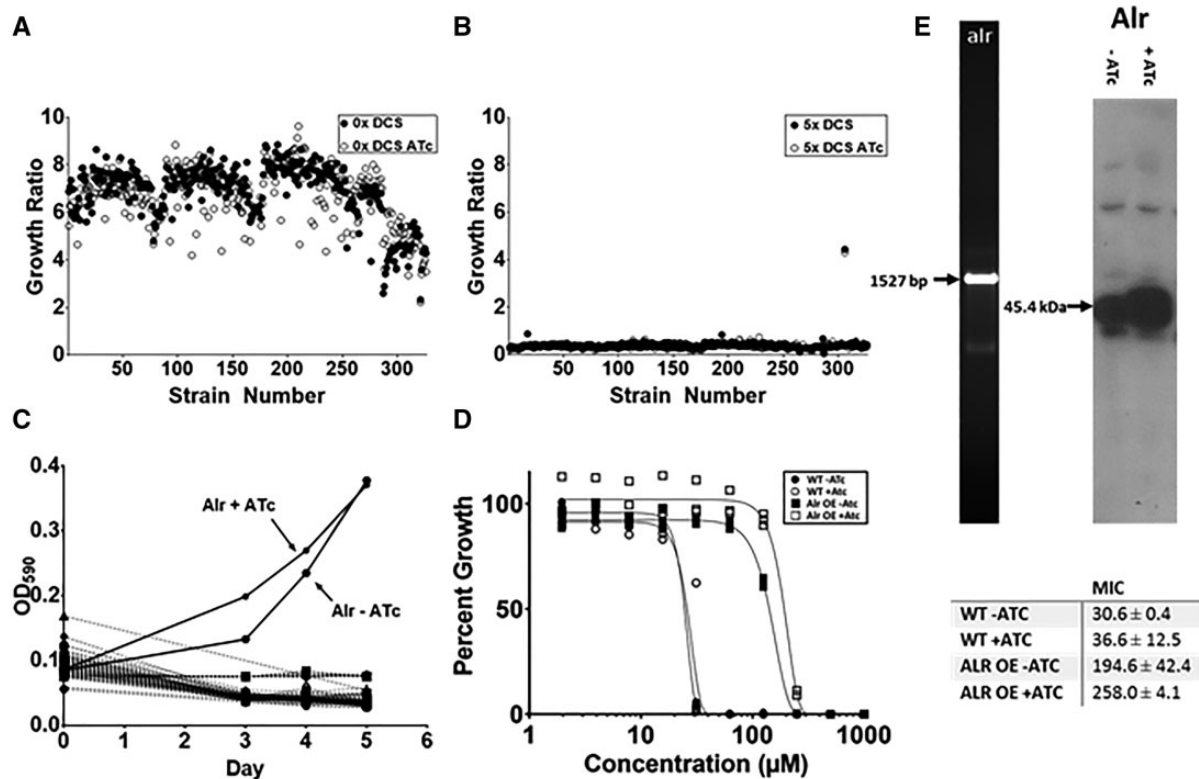 A
10
8
6
4
2
0
Growth Ratio
50 100 150 200 250 300
Strain Number
0x DCS
0x DCS ATc
B
10
8
6
4
2
0
Growth Ratio
50 100 150 200 250 300
Strain Number
5x DCS
5x DCS ATc
C
0.4
0.3
0.2
0.1
0.0
OD590
0 1 2 3 4 5 6
Day
Alr + ATc
Alr - ATc
D
100
50
0
Percent Growth
1 10 100 1000
Concentration (µM)
WT -ATc
WT +Atc
Alr OE -Atc
Alr OE +Atc
E
alr
1527 bp
Alr
- ATc
+ ATc
45.4 kDa
MIC
WT -ATC 30.6 ± 0.4
WT +ATC 36.6 ± 12.5
ALR OE -ATC 194.6 ± 42.4
ALR OE +ATC 258.0 ± 4.1